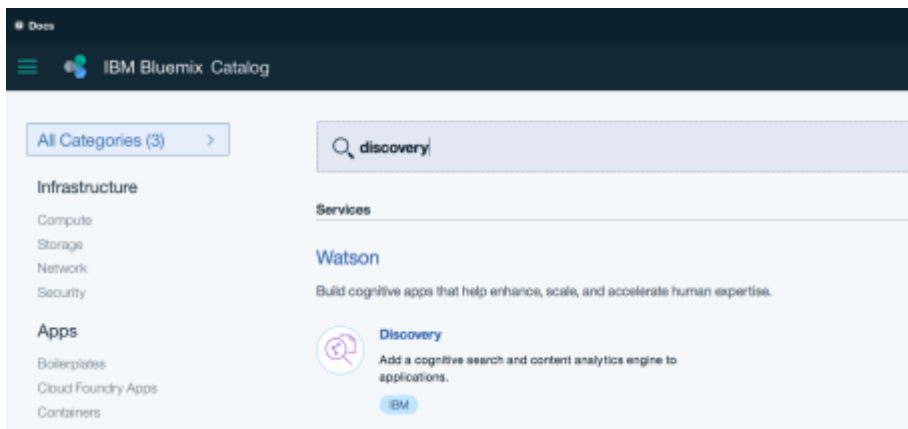 Docs
IBM Bluemix Catalog
All Categories (3) >
discovery
Infrastructure
Compute
Storage
Network
Security
Apps
Boilerplates
Cloud Foundry Apps
Containers
Services
Watson
Build cognitive apps that help enhance, scale, and accelerate human expertise.
Discovery
Add a cognitive search and content analytics engine to
applications.
IBM